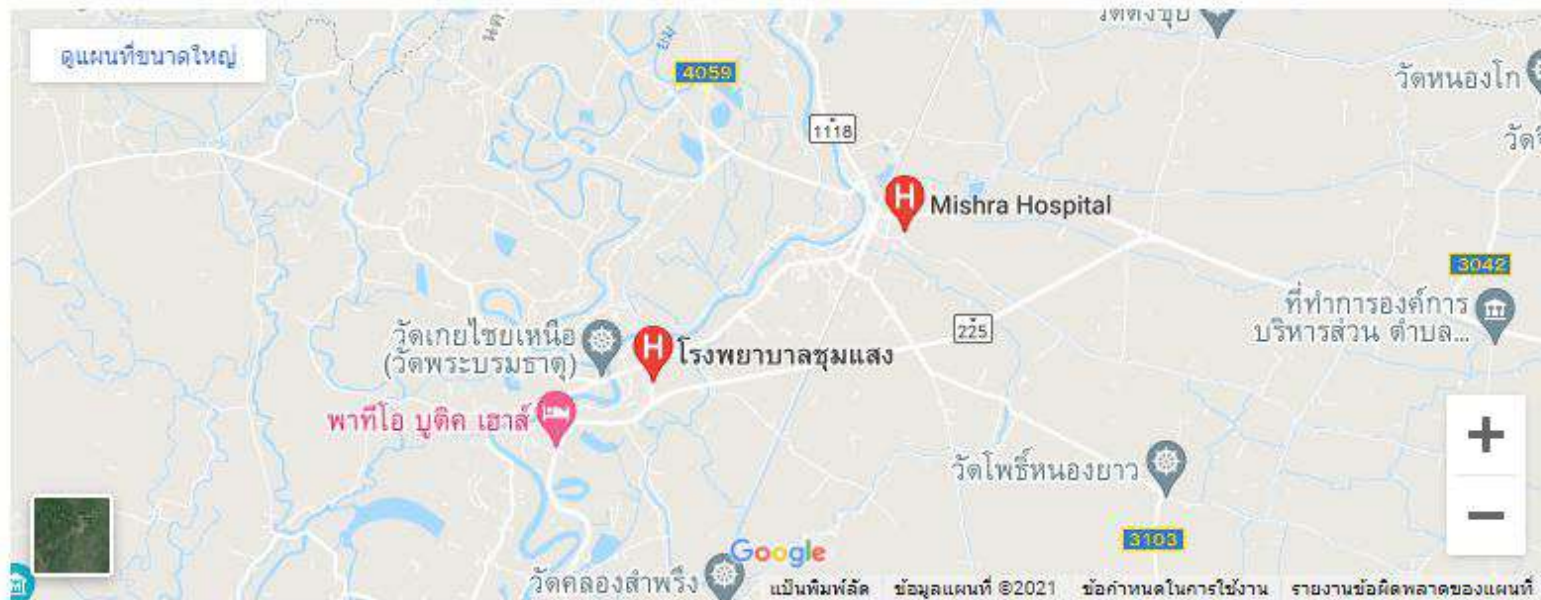 ดูแผนที่ขนาดใหญ่
4059
1118
วัดหนองโก
Mishra Hospital
3042
ที่ทำการองค์การ
บริหารส่วน ตำบล...
225
วัดเกยไชยเหนือ
(วัดพระบรมธาตุ)
โรงพยาบาลชุมแสง
พาทีโอ บูติค เฮาส์
วัดโพธิ์หนองยาว
3103
Google
วัดคลองสำพริง
แป้นพิมพ์ลัด
ข้อมูลแผนที่ ©2021
ข้อกำหนดในการใช้งาน
รายงานข้อผิดพลาดของแผนที่